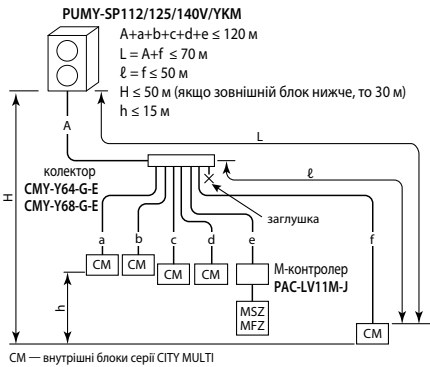 PUMY-SP112/125/140V/YKM
A+a+b+c+d+e ≤ 120 м
L = A+f ≤ 70 м
ℓ = f ≤ 50 м
H ≤ 50 м (якщо зовнішній блок нижче, то 30 м)
h ≤ 15 м
A
L
H
колектор
CMY-Y64-G-E
CMY-Y68-G-E
ℓ
заглушка
a
b
c
d
e
f
CM
CM
CM
CM
М-контролер
PAC-LV11M-J
h
MSZ
MFZ
CM
CM — внутрішні блоки серії CITY MULTI